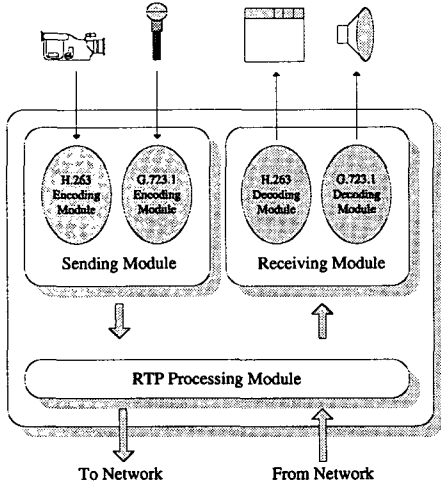 H.263
Encoding
Module
G.723.1
Encoding
Module
Sending Module
H.263
Decoding
Module
G.723.1
Decoding
Module
Receiving Module
RTP Processing Module
To Network
From Network